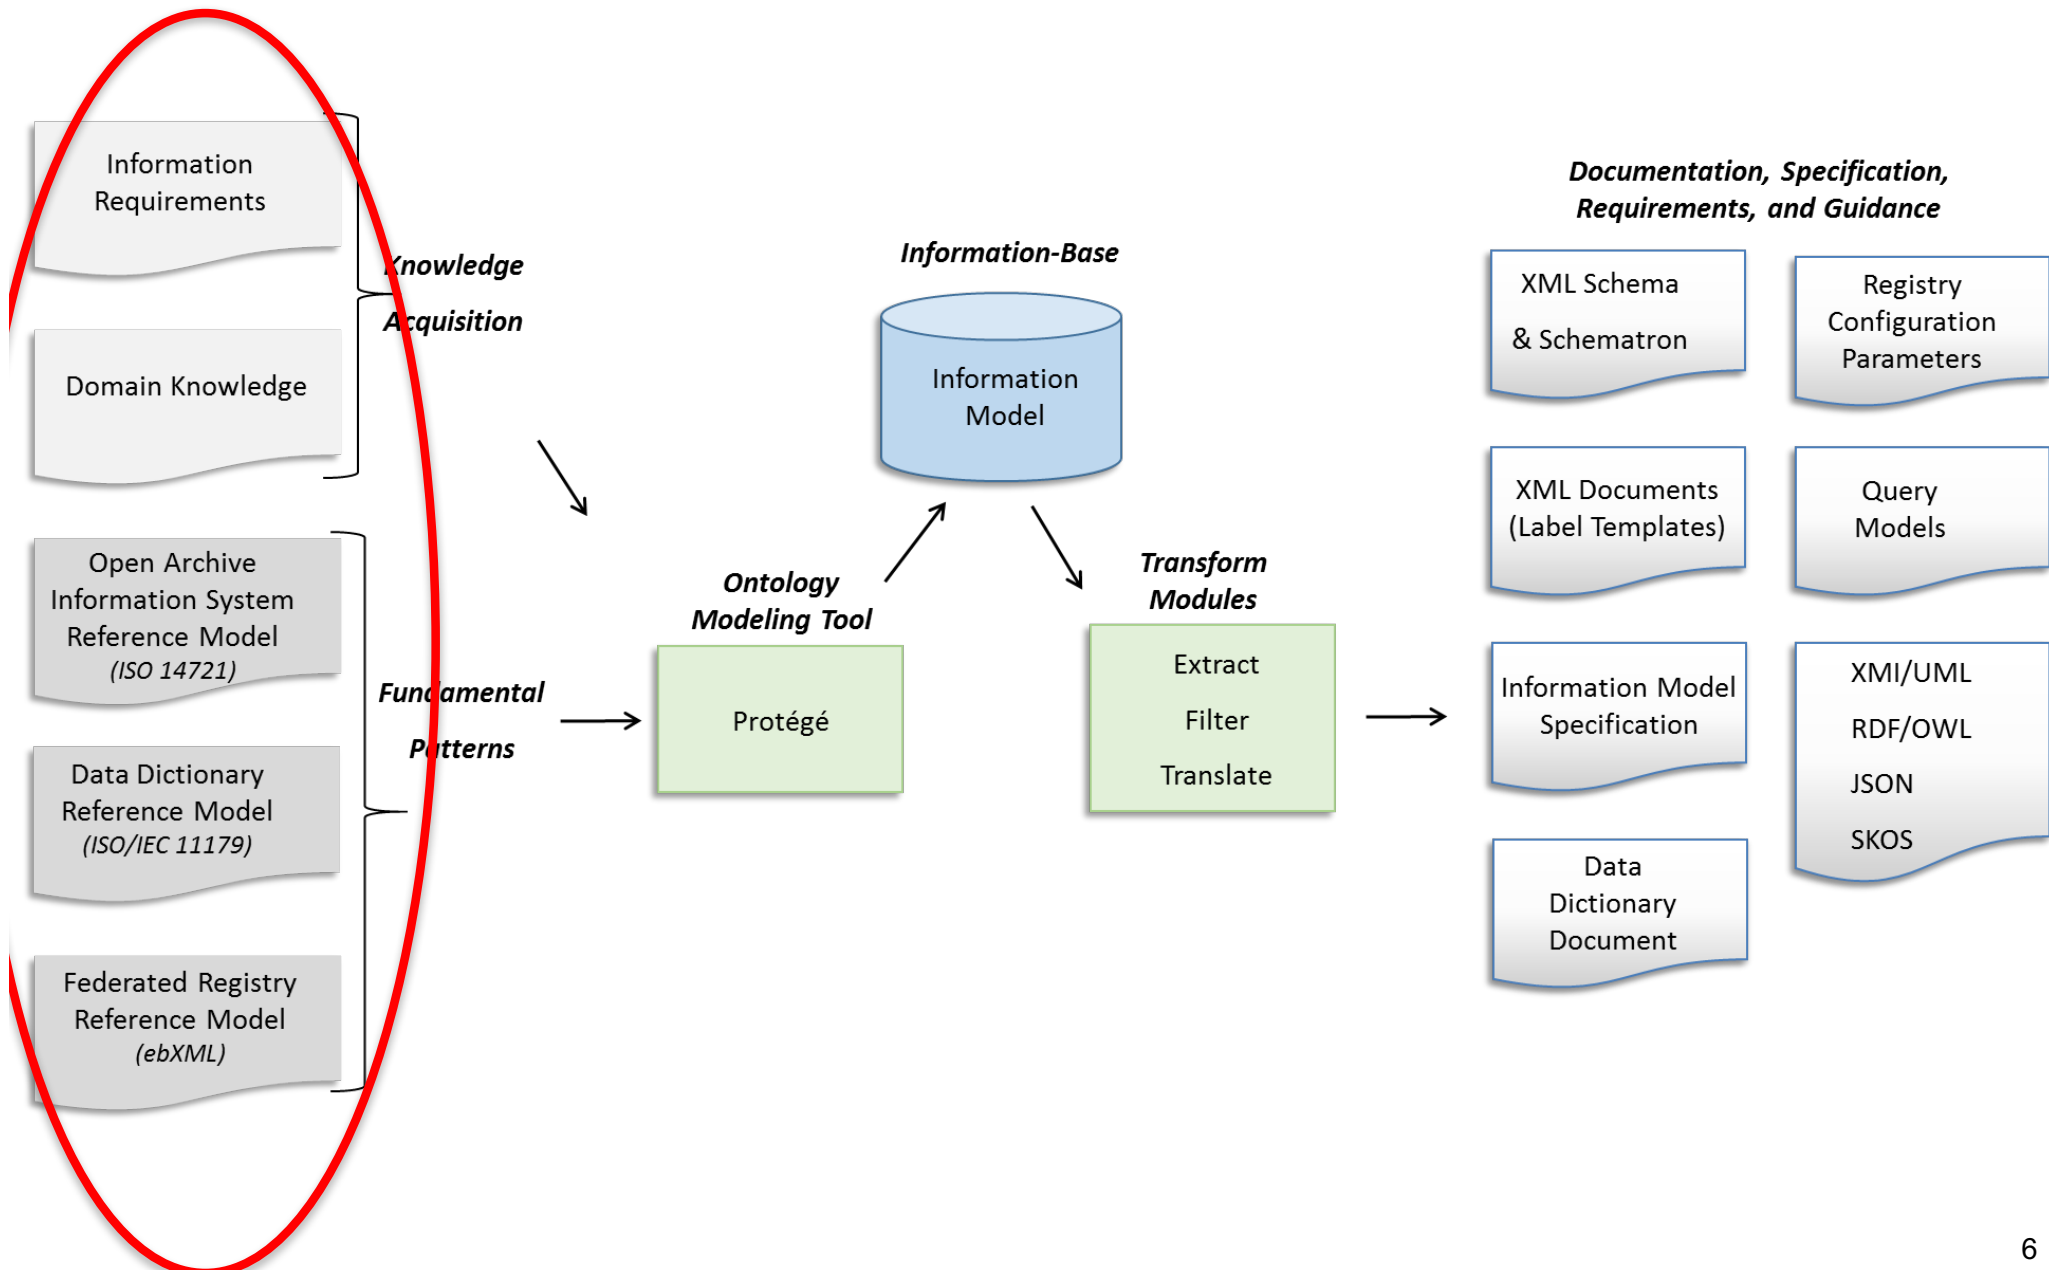 Information
Requirements
Domain Knowledge
Knowledge
Acquisition
Open Archive
Information System
Reference Model
(ISO 14721)
Data Dictionary
Reference Model
(ISO/IEC 11179)
Federated Registry
Reference Model
(ebXML)
Fundamental
Patterns
Ontology
Modeling Tool
Protégé
Information-Base
Information
Model
Transform
Modules
Extract
Filter
Translate
Documentation, Specification,
Requirements, and Guidance
XML Schema
& Schematron
Registry
Configuration
Parameters
XML Documents
(Label Templates)
Query
Models
Information Model
Specification
XMI/UML
RDF/OWL
JSON
SKOS
Data
Dictionary
Document
6